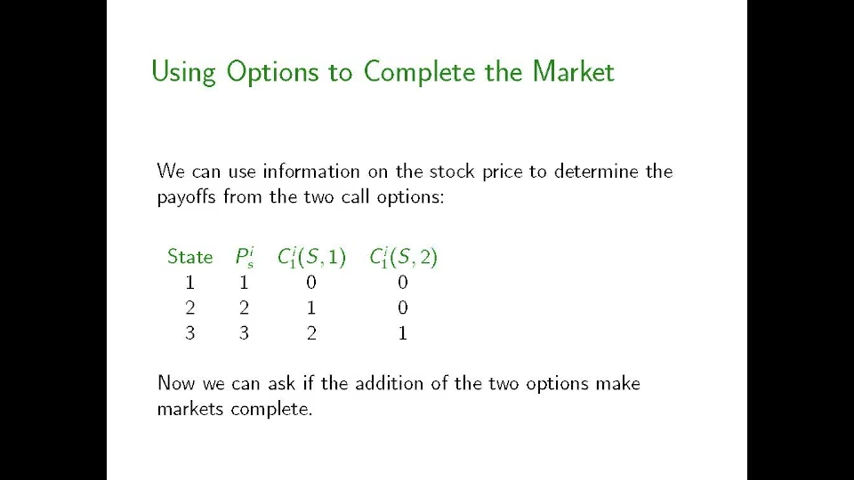 Using Options to Complete the Market
We can use information on the stock price to determine the
payoffs from the two call options:
State P_s^i C_1^i(S, 1) C_1^i(S, 2)
1 1 0 0
2 2 1 0
3 3 2 1
Now we can ask if the addition of the two options make
markets complete.